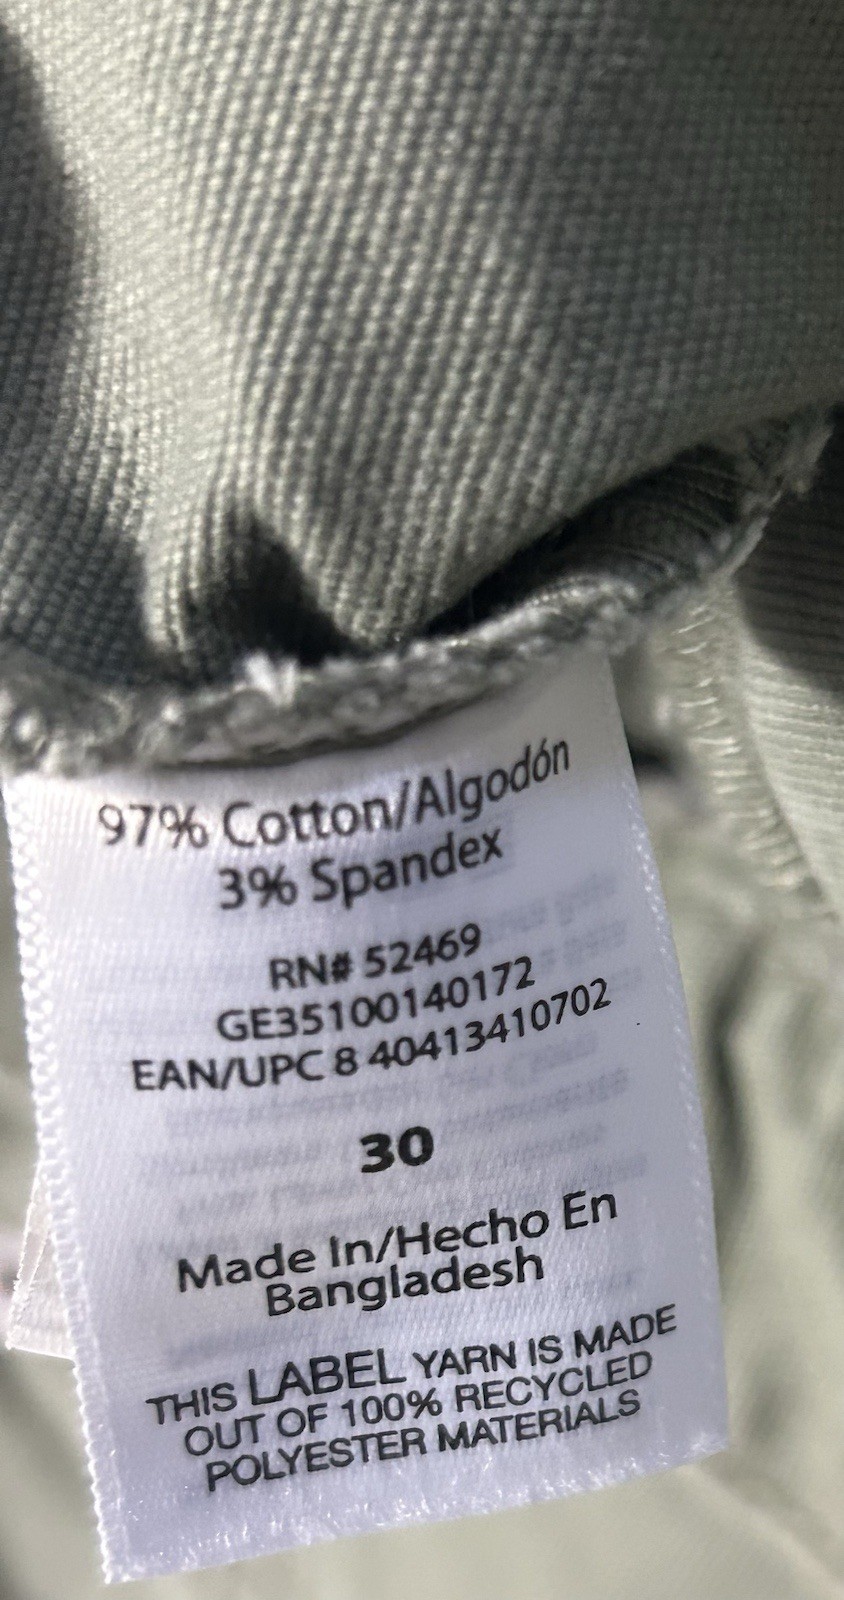 97% Cotton/Algodón
3% Spandex
RN# 52469
GE35100140172
EAN/UPC 8 40413410702
30
Made In/Hecho En
Bangladesh
THIS LABEL YARN IS MADE
OUT OF 100% RECYCLED
POLYESTER MATERIALS